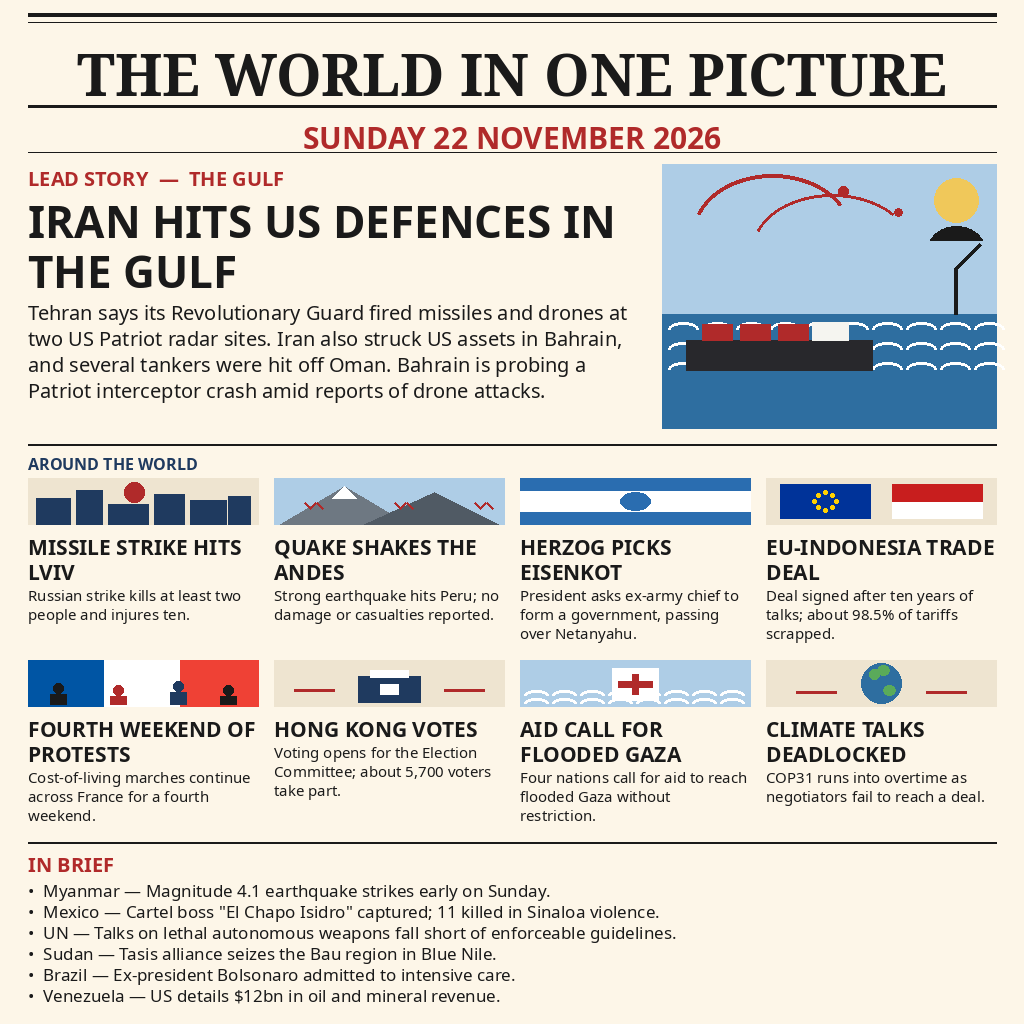 THE WORLD IN ONE PICTURE
SUNDAY 22 NOVEMBER 2026
LEAD STORY — THE GULF
IRAN HITS US DEFENCES IN
THE GULF
Tehran says its Revolutionary Guard fired missiles and drones at
two US Patriot radar sites. Iran also struck US assets in Bahrain,
and several tankers were hit off Oman. Bahrain is probing a
Patriot interceptor crash amid reports of drone attacks.
AROUND THE WORLD
MISSILE STRIKE HITS
LVIV
Russian strike kills at least two
people and injures ten.
QUAKE SHAKES THE
ANDES
Strong earthquake hits Peru; no
damage or casualties reported.
HERZOG PICKS
EISENKOT
President asks ex-army chief to
form a government, passing
over Netanyahu.
EU-INDONESIA TRADE
DEAL
Deal signed after ten years of
talks; about 98.5% of tariffs
scrapped.
FOURTH WEEKEND OF
PROTESTS
Cost-of-living marches continue
across France for a fourth
weekend.
HONG KONG VOTES
Voting opens for the Election
Committee; about 5,700 voters
take part.
AID CALL FOR
FLOODED GAZA
Four nations call for aid to reach
flooded Gaza without
restriction.
CLIMATE TALKS
DEADLOCKED
COP31 runs into overtime as
negotiators fail to reach a deal.
IN BRIEF
• Myanmar — Magnitude 4.1 earthquake strikes early on Sunday.
• Mexico — Cartel boss "El Chapo Isidro" captured; 11 killed in Sinaloa violence.
• UN — Talks on lethal autonomous weapons fall short of enforceable guidelines.
• Sudan — Tasis alliance seizes the Bau region in Blue Nile.
• Brazil — Ex-president Bolsonaro admitted to intensive care.
• Venezuela — US details $12bn in oil and mineral revenue.